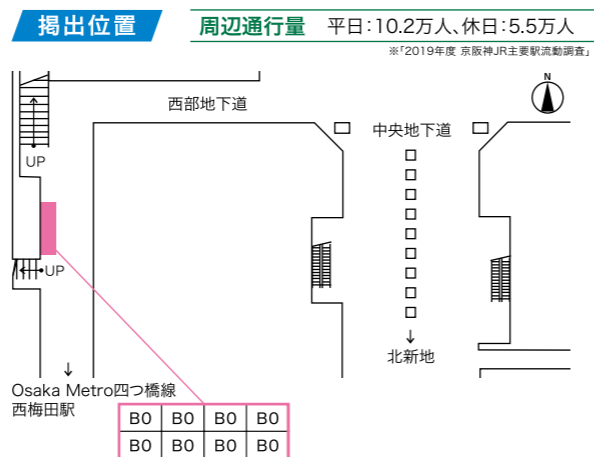 掲出位置
周辺通行量 平日：10.2万人、休日：5.5万人
※「2019年度 京阪神JR主要駅流動調査」
N
西部地下道
中央地下道
UP
UP
北新地
Osaka Metro四つ橋線
西梅田駅
B0 B0 B0 B0
B0 B0 B0 B0